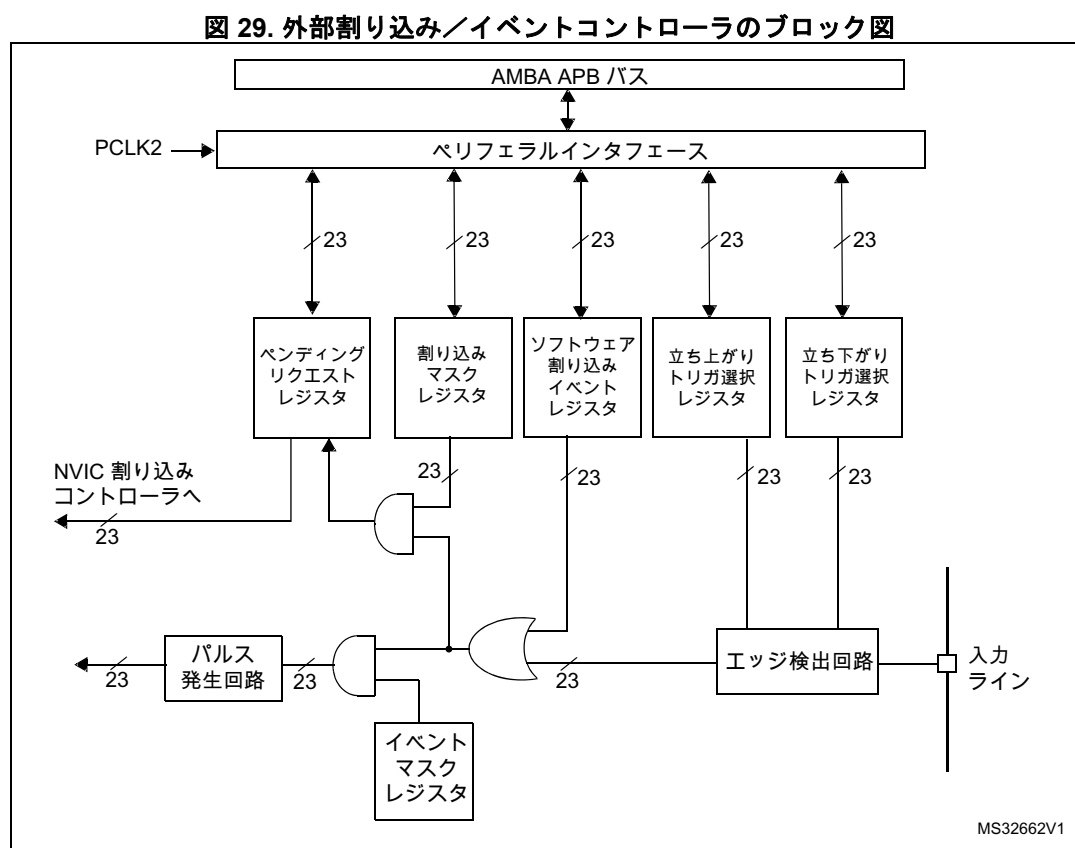 図 29. 外部割り込み／イベントコントローラのブロック図
AMBA APB バス
PCLK2
ペリフェラルインタフェース
23
23
23
23
23
ペンディング
リクエスト
レジスタ
割り込み
マスク
レジスタ
ソフトウェア
割り込み
イベント
レジスタ
立ち上がり
トリガ選択
レジスタ
立ち下がり
トリガ選択
レジスタ
NVIC 割り込み
コントローラへ
23
23
23
23
23
パルス
発生回路
23
23
23
エッジ検出回路
入力
ライン
イベント
マスク
レジスタ
MS32662V1